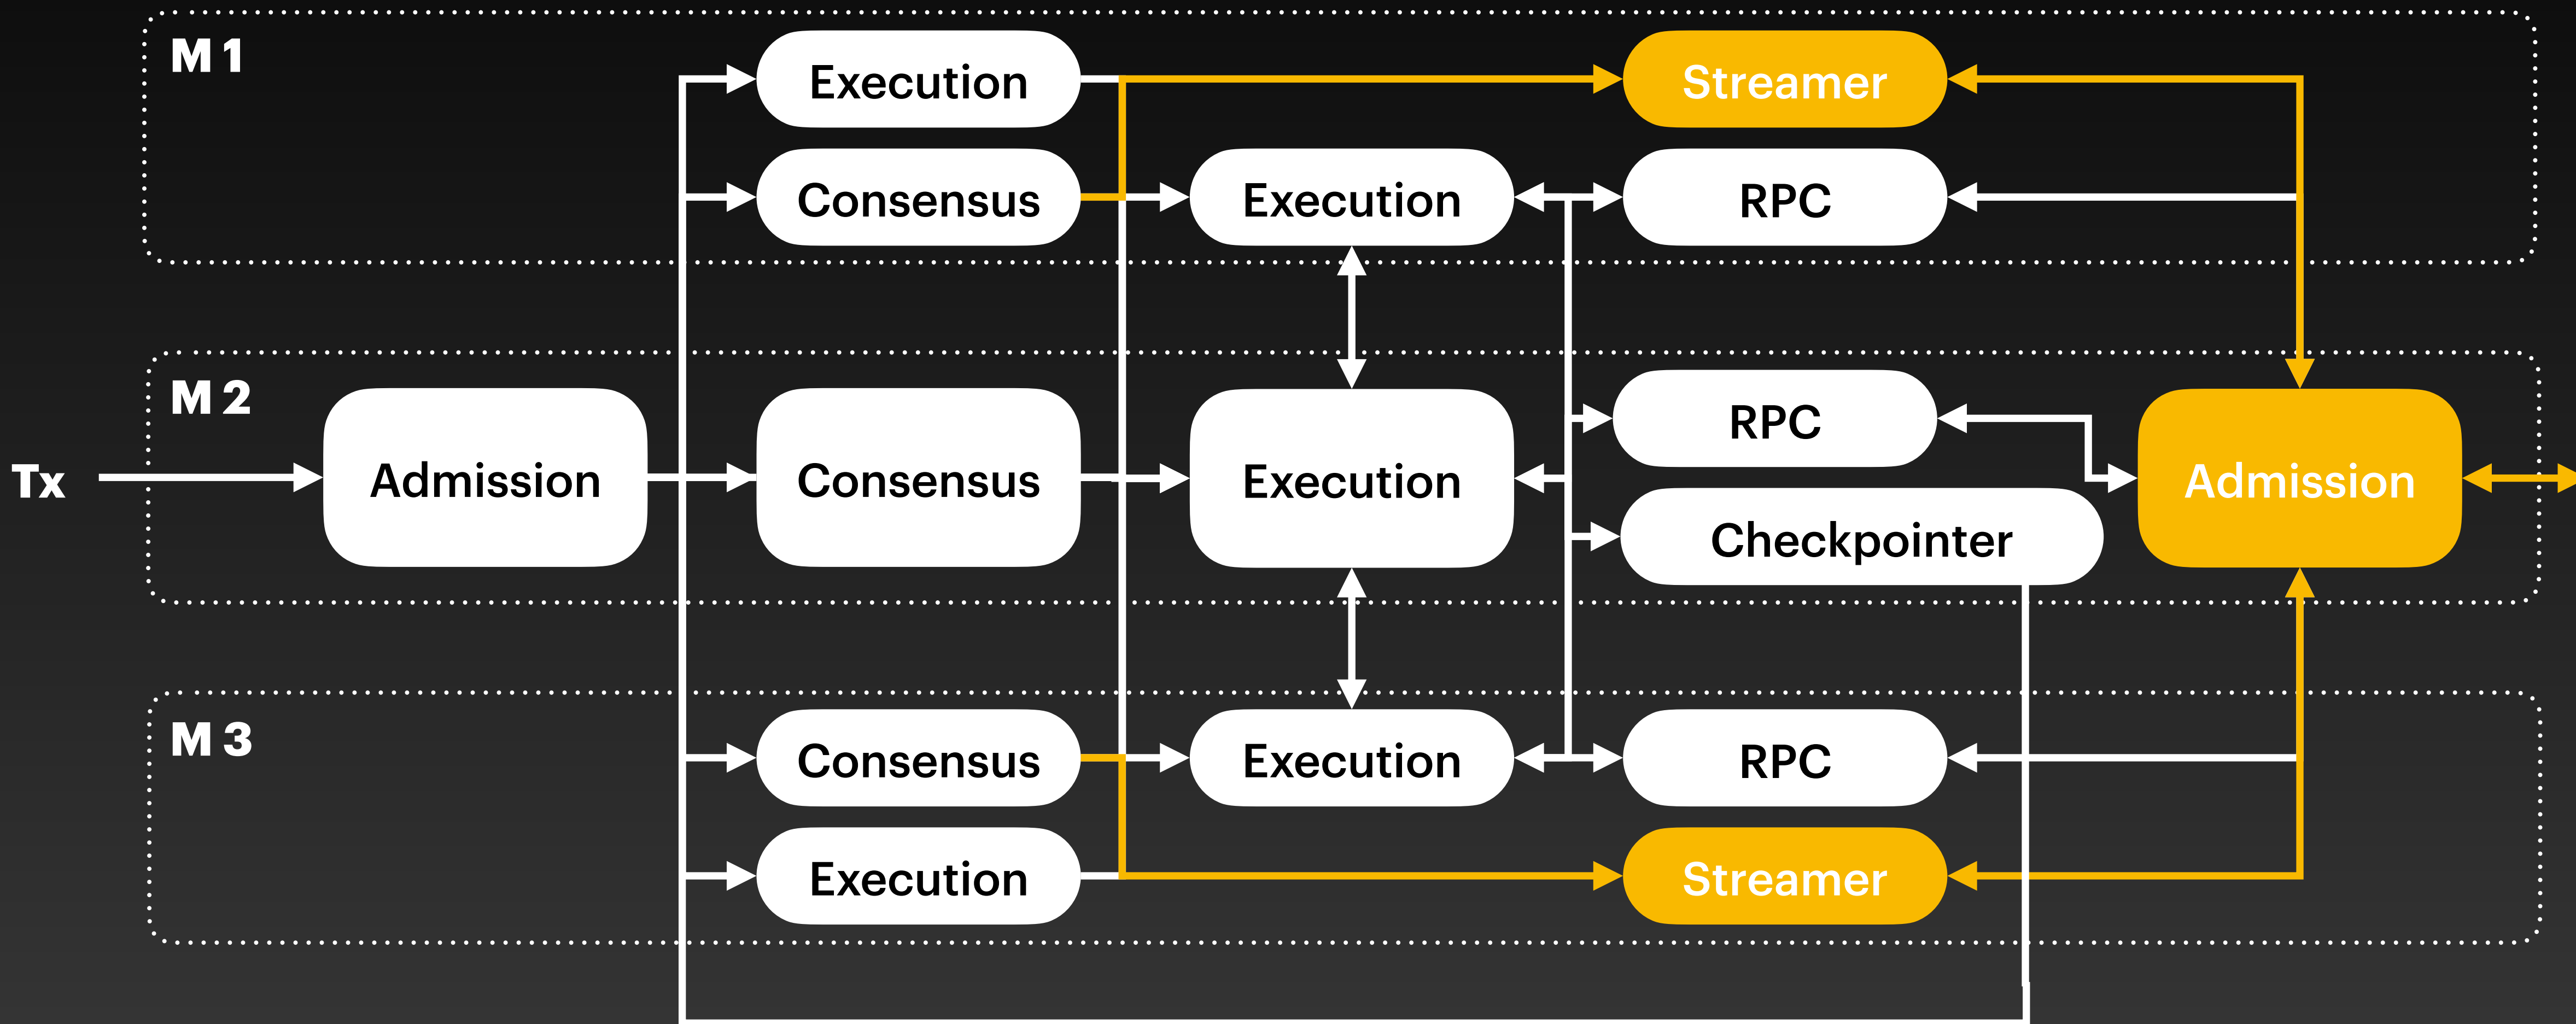 M 1
Execution
Streamer
Consensus
Execution
RPC
M 2
RPC
Tx
Admission
Consensus
Execution
Admission
Checkpointer
M 3
Consensus
Execution
RPC
Execution
Streamer